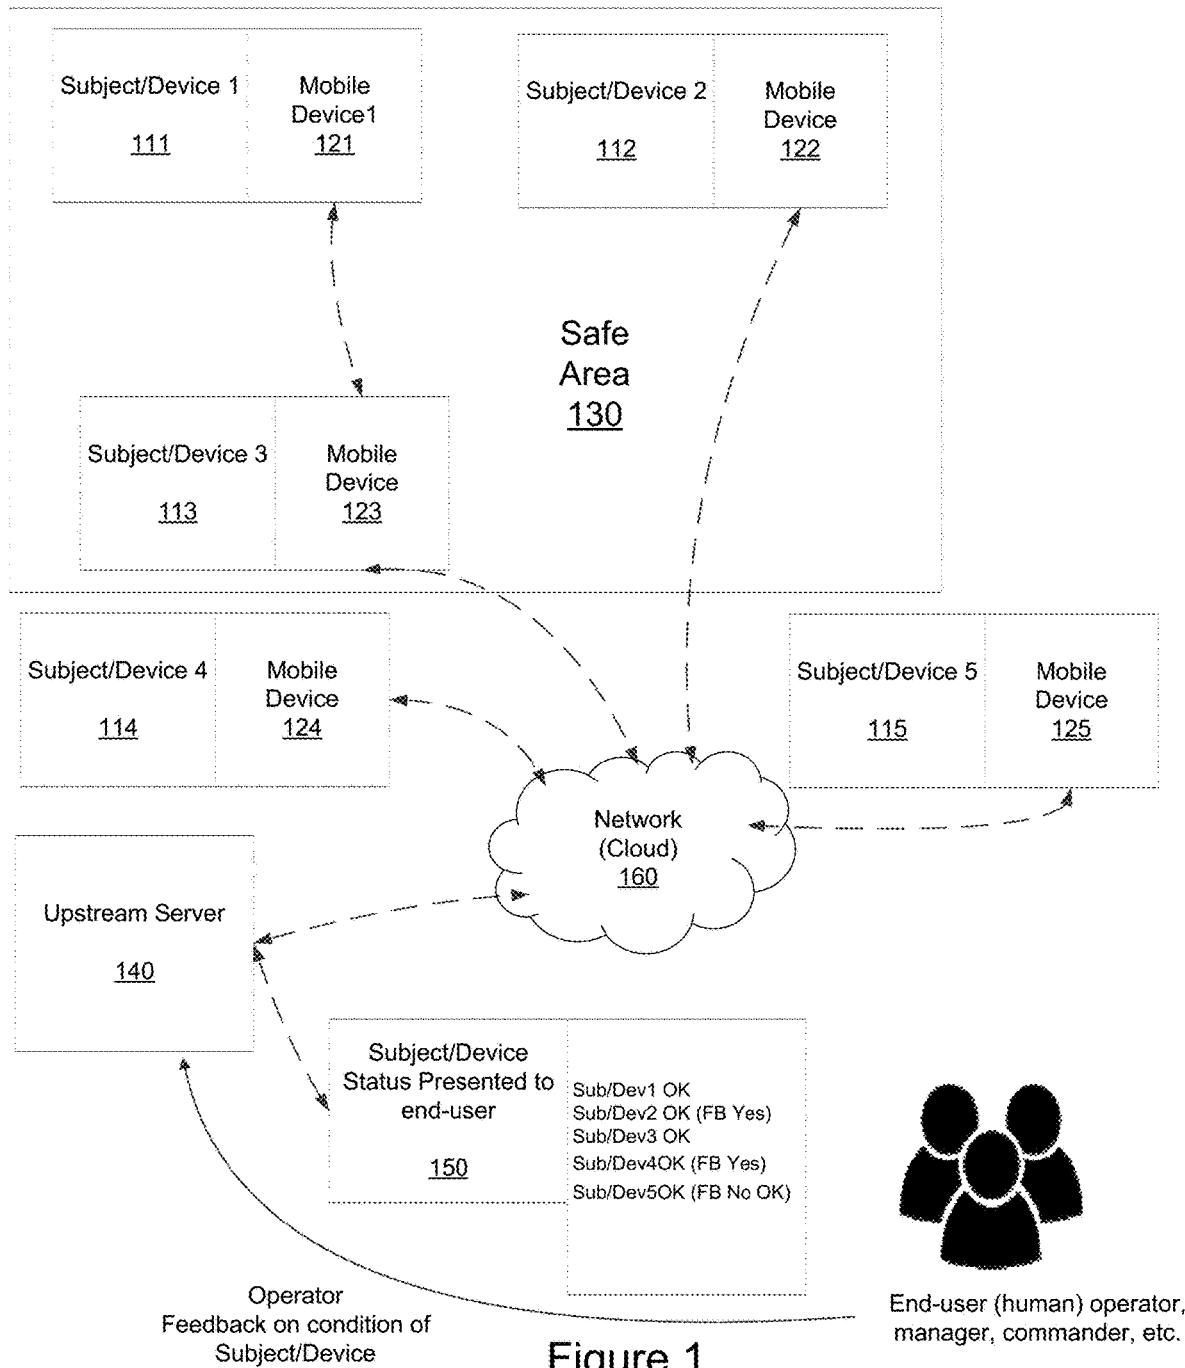 Subject/Device 1
111
Mobile
Device1
121
Subject/Device 2
112
Mobile
Device
122
Safe
Area
130
Subject/Device 3
113
Mobile
Device
123
Subject/Device 4
114
Mobile
Device
124
Subject/Device 5
115
Mobile
Device
125
Network
(Cloud)
160
Upstream Server
140
Subject/Device
Status Presented to
end-user
150
Sub/Dev1 OK
Sub/Dev2 OK (FB Yes)
Sub/Dev3 OK
Sub/Dev4OK (FB Yes)
Sub/Dev5OK (FB No OK)
Operator
Feedback on condition of
Subject/Device
End-user (human) operator,
manager, commander, etc.
Figure 1